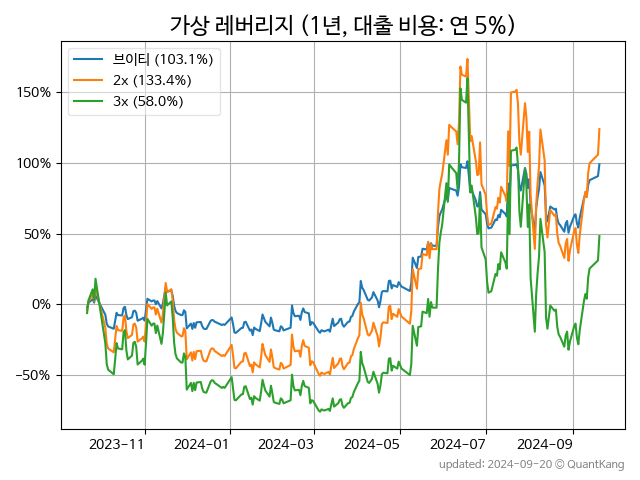 가상 레버리지 (1년, 대출 비용: 연 5%)
브이티 (103.1%)
2x (133.4%)
3x (58.0%)
150%
100%
50%
0%
−50%
2023-11
2024-01
2024-03
2024-05
2024-07
2024-09
updated: 2024-09-20 © QuantKang